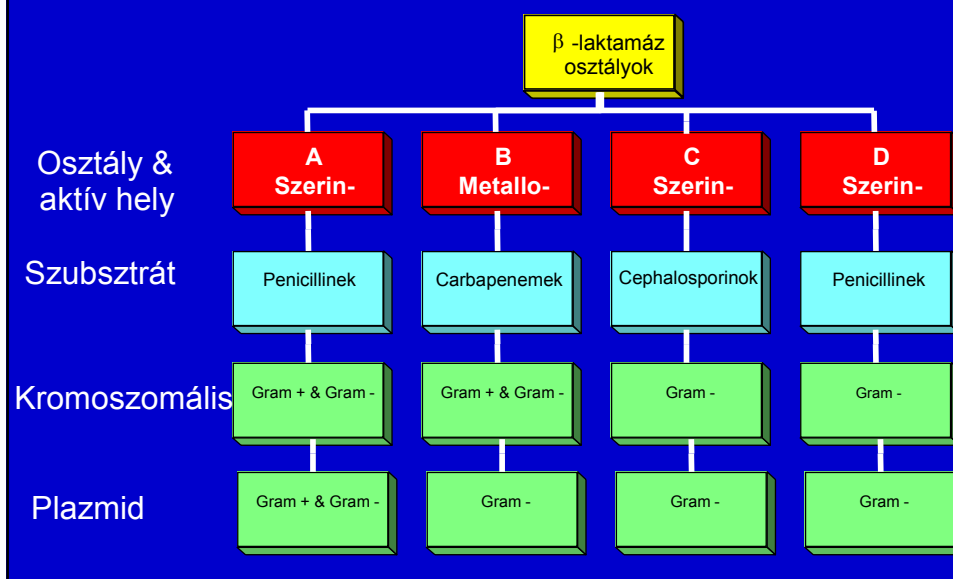 β -laktamáz
osztályok
Osztály &
aktív hely
A
Szerin-
B
Metallo-
C
Szerin-
D
Szerin-
Szubsztrát
Penicillinek
Carbapenemek
Cephalosporinok
Penicillinek
Kromoszomális
Gram + & Gram -
Gram + & Gram -
Gram -
Gram -
Plazmid
Gram + & Gram -
Gram -
Gram -
Gram -